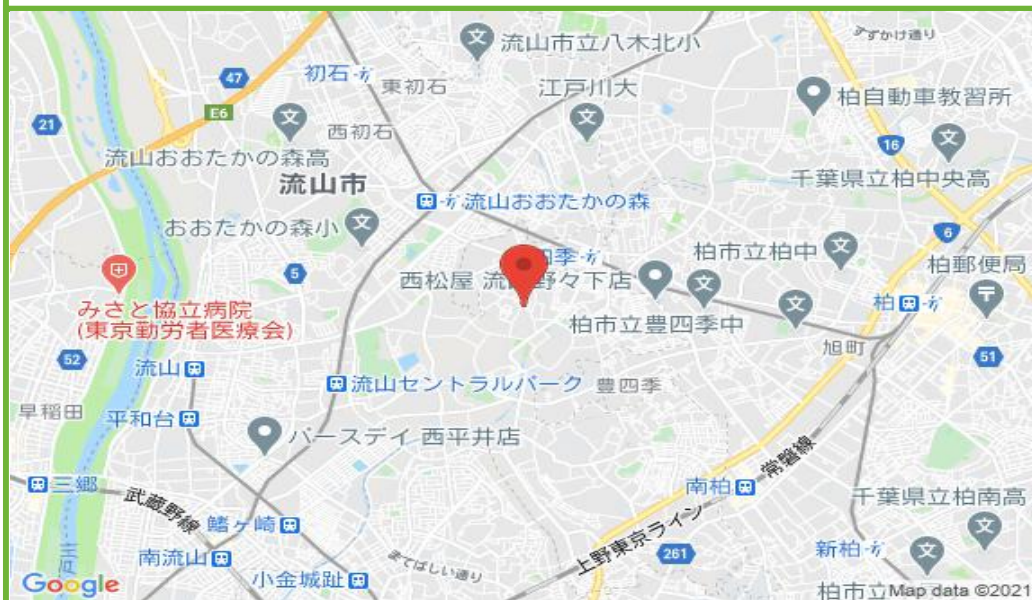 すずかけ通り
流山市立八木北小
47
初石
東初石
江戸川大
柏自動車教習所
E6
21
西初石
16
流山おおたかの森高
千葉県立柏中央高
流山市
流山おおたかの森
おおたかの森小
6
柏市立柏中
四季
5
柏郵便局
西松屋 流山野々下店
みさと協立病院
(東京勤労者医療会)
柏
柏市立豊四季中
旭町
52
流山
51
流山セントラルパーク
豊四季
早稲田
平和台
バースデイ 西平井店
常磐線
三郷
南柏
武蔵野線
千葉県立柏南高
鰭ヶ崎
上野東京ライン
南流山
261
新柏
まてばしい通り
小金城趾
Google
柏市立
Map data ©2021